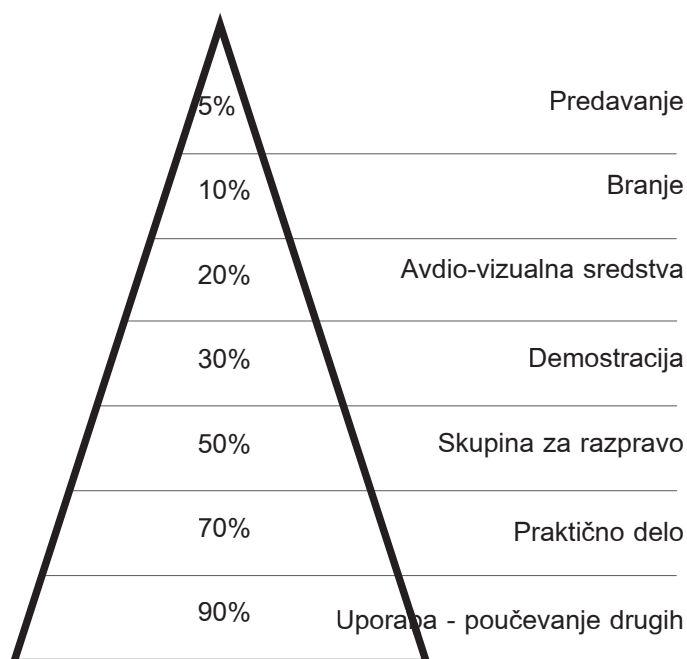 5% Predavanje
10% Branje
20% Avdio-vizualna sredstva
30% Demostracija
50% Skupina za razpravo
70% Praktično delo
90% Uporaba - poučevanje drugih